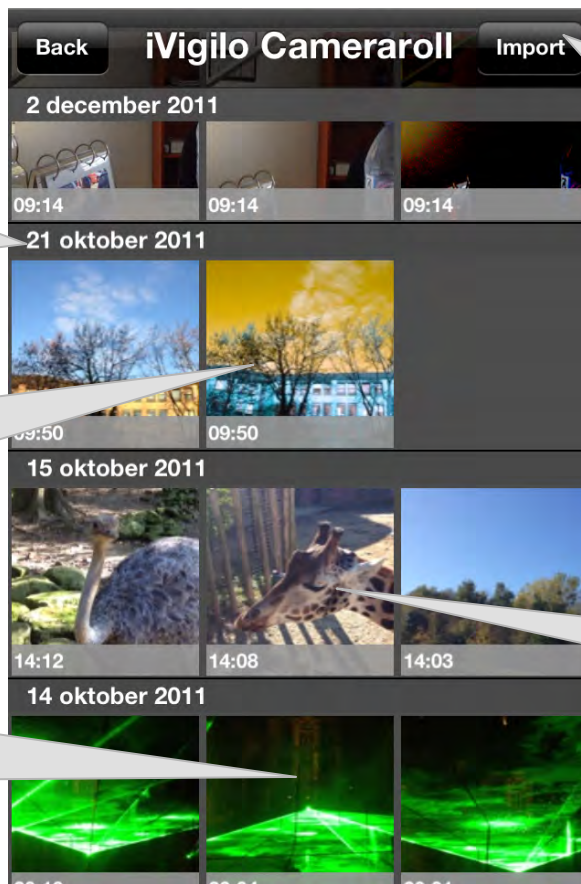 Back iVigilo Cameraroll Import
2 december 2011
09:14 09:14 09:14
21 oktober 2011
09:50 09:50
15 oktober 2011
14:12 14:08 14:03
14 oktober 2011